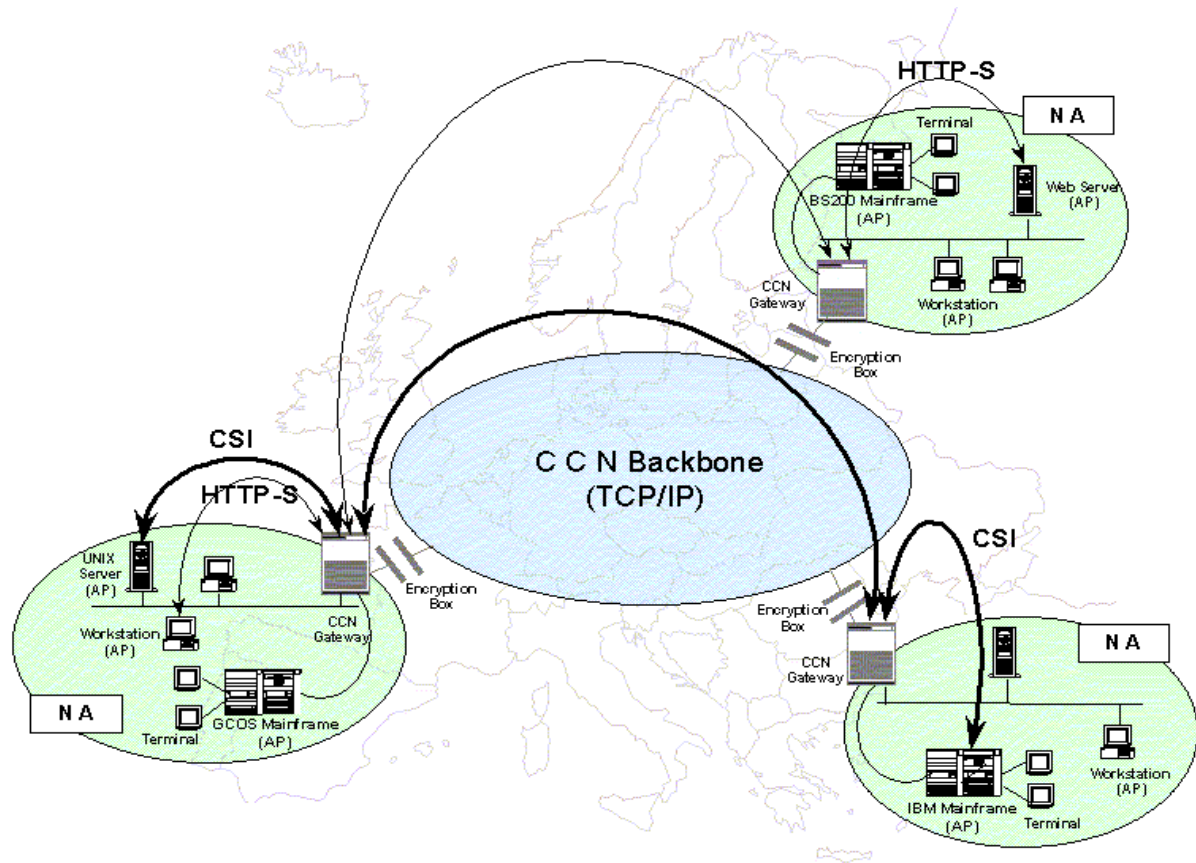 HTTP-S
N A
Terminal
BS200 Mainframe
(AP)
Web Server
(AP)
CCN
Gateway
Workstation
(AP)
Encryption
Box
C C N Backbone
(TCP/IP)
CSI
HTTP-S
UNIX
Server
(AP)
Encryption
Box
Workstation
(AP)
CCN
Gateway
N A
Terminal
GCOS Mainframe
(AP)
CSI
Encryption
Box
CCN
Gateway
N A
Workstation
(AP)
IBM Mainframe
(AP)
Terminal